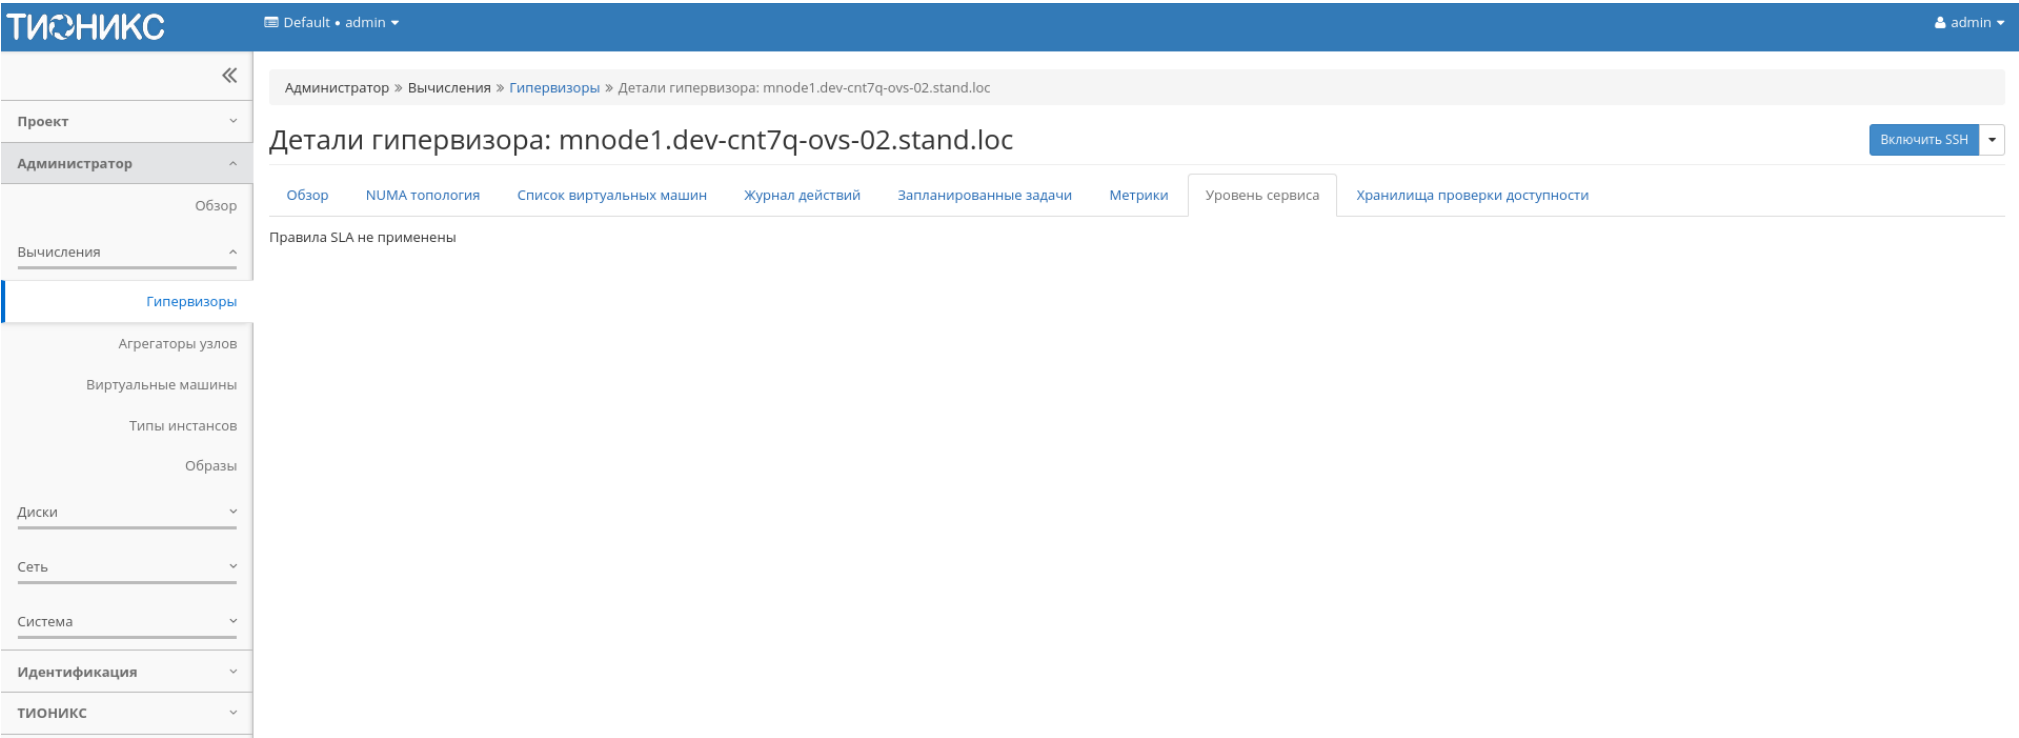 ТИОНИКС
Default • admin
admin
Проект
Администратор
Обзор
Вычисления
Гипервизоры
Агрегаторы узлов
Виртуальные машины
Типы инстансов
Образы
Диски
Сеть
Система
Идентификация
ТИОНИКС
Администратор » Вычисления » Гипервизоры » Детали гипервизора: mnode1.dev-cnt7q-ovs-02.stand.loc
Детали гипервизора: mnode1.dev-cnt7q-ovs-02.stand.loc
Включить SSH
Обзор NUMA топология Список виртуальных машин Журнал действий Запланированные задачи Метрики Уровень сервиса Хранилища проверки доступности
Правила SLA не применены